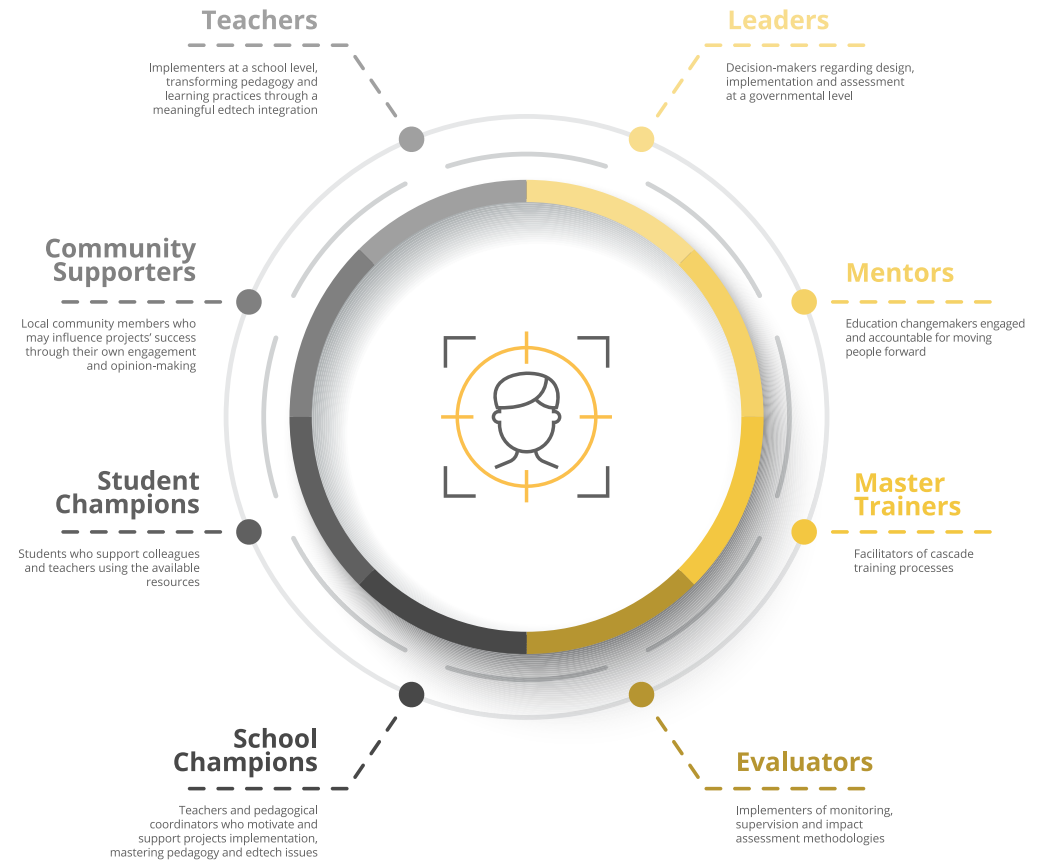 Teachers
Implementers at a school level,
transforming pedagogy and
learning practices through a
meaningful edtech integration
Leaders
Decision-makers regarding design,
implementation and assessment
at a governmental level
Community
Supporters
Local community members who
may influence projects' success
through their own engagement
and opinion-making
Mentors
Education changemakers engaged
and accountable for moving
people forward
Student
Champions
Students who support colleagues
and teachers using the available
resources
Master
Trainers
Facilitators of cascade
training processes
School
Champions
Teachers and pedagogical
coordinators who motivate and
support projects implementation,
mastering pedagogy and edtech issues
Evaluators
Implementers of monitoring,
supervision and impact
assessment methodologies